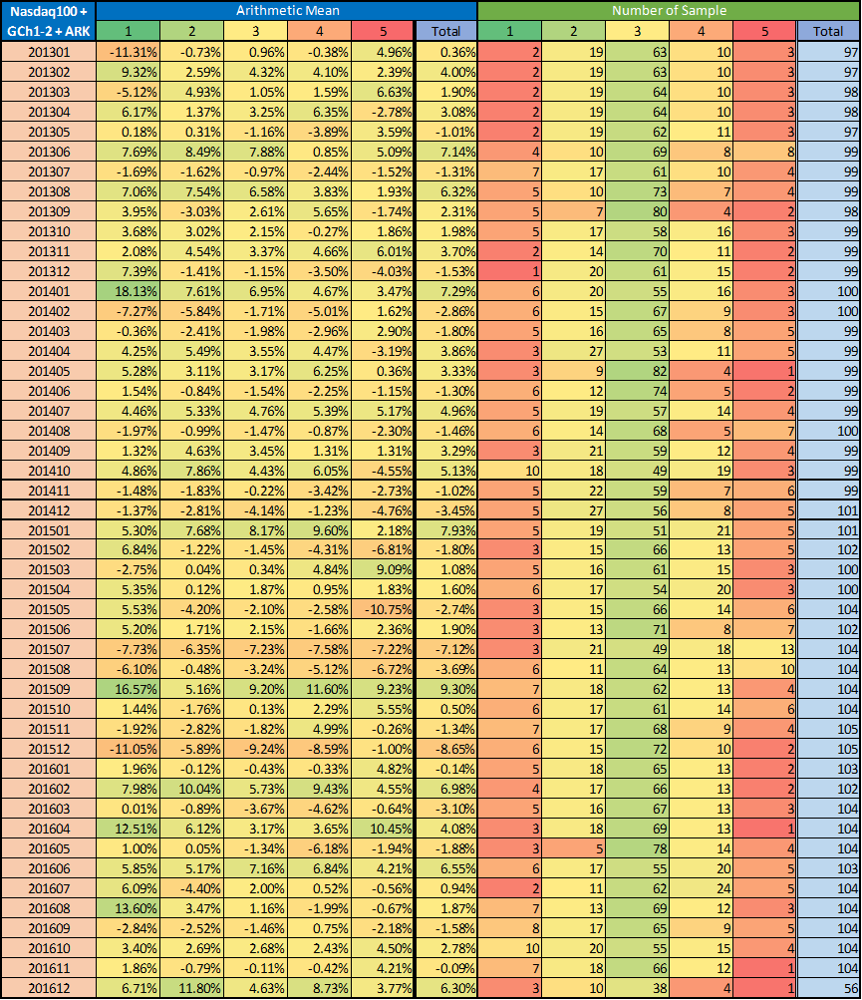 Nasdaq100 + Arithmetic Mean Number of Sample
GCh1-2 + ARK 1 2 3 4 5 Total 1 2 3 4 5 Total
201301 -11.31% -0.73% 0.96% -0.38% 4.96% 0.36% 2 19 63 10 3 97
201302 9.32% 2.59% 4.32% 4.10% 2.39% 4.00% 2 19 63 10 3 97
201303 -5.12% 4.93% 1.05% 1.59% 6.63% 1.90% 2 19 64 10 3 98
201304 6.17% 1.37% 3.25% 6.35% -2.78% 3.08% 2 19 64 10 3 98
201305 0.18% 0.31% -1.16% -3.89% 3.59% -1.01% 2 19 62 11 3 97
201306 7.69% 8.49% 7.88% 0.85% 5.09% 7.14% 4 10 69 8 8 99
201307 -1.69% -1.62% -0.97% -2.44% -1.52% -1.31% 7 17 61 10 4 99
201308 7.06% 7.54% 6.58% 3.83% 1.93% 6.32% 5 10 73 7 4 99
201309 3.95% -3.03% 2.61% 5.65% -1.74% 2.31% 5 7 80 4 2 98
201310 3.68% 3.02% 2.15% -0.27% 1.86% 1.98% 5 17 58 16 3 99
201311 2.08% 4.54% 3.37% 4.66% 6.01% 3.70% 2 14 70 11 2 99
201312 7.39% -1.41% -1.15% -3.50% -4.03% -1.53% 1 20 61 15 2 99
201401 18.13% 7.61% 6.95% 4.67% 3.47% 7.29% 6 20 55 16 3 100
201402 -7.27% -5.84% -1.71% -5.01% 1.62% -2.86% 6 15 67 9 3 100
201403 -0.36% -2.41% -1.98% -2.96% 2.90% -1.80% 5 16 65 8 5 99
201404 4.25% 5.49% 3.55% 4.47% -3.19% 3.86% 3 27 53 11 5 99
201405 5.28% 3.11% 3.17% 6.25% 0.36% 3.33% 3 9 82 4 1 99
201406 1.54% -0.84% -1.54% -2.25% -1.15% -1.30% 6 12 74 5 2 99
201407 4.46% 5.33% 4.76% 5.39% 5.17% 4.96% 5 19 57 14 4 99
201408 -1.97% -0.99% -1.47% -0.87% -2.30% -1.46% 6 14 68 5 7 100
201409 1.32% 4.63% 3.45% 1.31% 1.31% 3.29% 3 21 59 12 4 99
201410 4.86% 7.86% 4.43% 6.05% -4.55% 5.13% 10 18 49 19 3 99
201411 -1.48% -1.83% -0.22% -3.42% -2.73% -1.02% 5 22 59 7 6 99
201412 -1.37% -2.81% -4.14% -1.23% -4.76% -3.45% 5 27 56 8 5 101
201501 5.30% 7.68% 8.17% 9.60% 2.18% 7.93% 5 19 51 21 5 101
201502 6.84% -1.22% -1.45% -4.31% -6.81% -1.80% 3 15 66 13 5 102
201503 -2.75% 0.04% 0.34% 4.84% 9.09% 1.08% 5 16 61 15 3 100
201504 5.35% 0.12% 1.87% 0.95% 1.83% 1.60% 6 17 54 20 3 100
201505 5.53% -4.20% -2.10% -2.58% -10.75% -2.74% 3 15 66 14 6 104
201506 5.20% 1.71% 2.15% -1.66% 2.36% 1.90% 3 13 71 8 7 102
201507 -7.73% -6.35% -7.23% -7.58% -7.22% -7.12% 3 21 49 18 13 104
201508 -6.10% -0.48% -3.24% -5.12% -6.72% -3.69% 6 11 64 13 10 104
201509 16.57% 5.16% 9.20% 11.60% 9.23% 9.30% 7 18 62 13 4 104
201510 1.44% -1.76% 0.13% 2.29% 5.55% 0.50% 6 17 61 14 6 104
201511 -1.92% -2.82% -1.82% 4.99% -0.26% -1.34% 7 17 68 9 4 105
201512 -11.05% -5.89% -9.24% -8.59% -1.00% -8.65% 6 15 72 10 2 105
201601 1.96% -0.12% -0.43% -0.33% 4.82% -0.14% 5 18 65 13 2 103
201602 7.98% 10.04% 5.73% 9.43% 4.55% 6.98% 4 17 66 13 2 102
201603 0.01% -0.89% -3.67% -4.62% -0.64% -3.10% 5 16 67 13 3 104
201604 12.51% 6.12% 3.17% 3.65% 10.45% 4.08% 3 18 69 13 1 104
201605 1.00% 0.05% -1.34% -6.18% -1.94% -1.88% 3 5 78 14 4 104
201606 5.85% 5.17% 7.16% 6.84% 4.21% 6.55% 6 17 55 20 5 103
201607 6.09% -4.40% 2.00% 0.52% -0.56% 0.94% 2 11 62 24 5 104
201608 13.60% 3.47% 1.16% -1.99% -0.67% 1.87% 7 13 69 12 3 104
201609 -2.84% -2.52% -1.46% 0.75% -2.18% -1.58% 8 17 65 9 5 104
201610 3.40% 2.69% 2.68% 2.43% 4.50% 2.78% 10 20 55 15 4 104
201611 1.86% -0.79% -0.11% -0.42% 4.21% -0.09% 7 18 66 12 1 104
201612 6.71% 11.80% 4.63% 8.73% 3.77% 6.30% 3 10 38 4 1 56